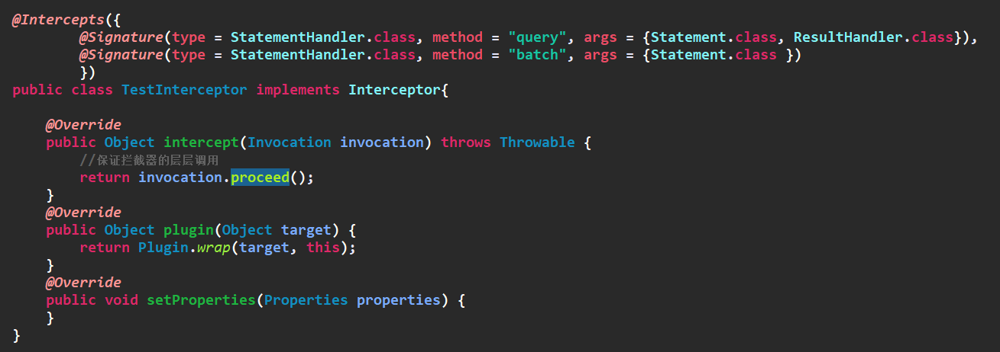 @Intercepts({
        @Signature(type = StatementHandler.class, method = "query", args = {Statement.class, ResultHandler.class}),
        @Signature(type = StatementHandler.class, method = "batch", args = {Statement.class })
        })
public class TestInterceptor implements Interceptor{
    @Override
    public Object intercept(Invocation invocation) throws Throwable {
        //保证拦截器的层层调用
        return invocation.proceed();
    }
    @Override
    public Object plugin(Object target) {
        return Plugin.wrap(target, this);
    }
    @Override
    public void setProperties(Properties properties) {
    }
}